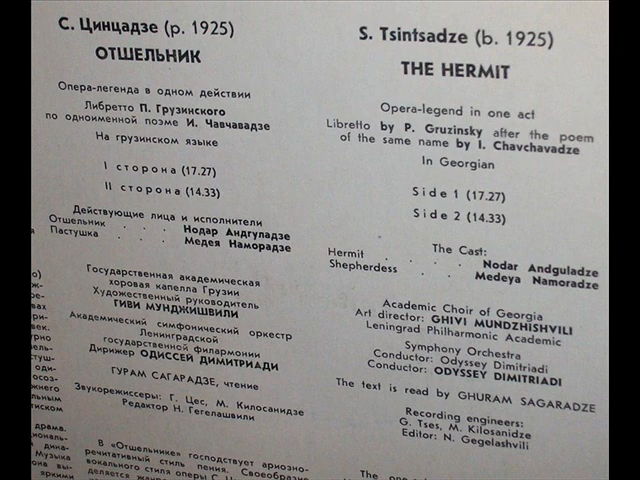 С. Цинцадзе (р. 1925)
ОТШЕЛЬНИК
Опера-легенда в одном действии
Либретто П. Грузинского
по одноименной поэме И. Чавчавадзе
На грузинском языке
I сторона (17.27)
II сторона (14.33)
Действующие лица и исполнители
Отшельник . . . Нодар Андгуладзе
Пастушка . . . Медея Наморадзе
Государственная академическая
хоровая капелла Грузии
Художественный руководитель
ГИВИ МУНДЖИШВИЛИ
Академический симфонический оркестр
Ленинградской
государственной филармонии
Дирижер ОДИССЕЙ ДИМИТРИАДИ
ГУРАМ САГАРАДЗЕ, чтение
Звукорежиссеры: Г. Цес, М. Килосанидзе
Редактор Н. Гегелашвили
В «Отшельнике» господствует ариозно-
речитативный стиль пения. Своеобразие
вокального стиля оперы С.
S. Tsintsadze (b. 1925)
THE HERMIT
Opera-legend in one act
Libretto by P. Gruzinsky after the poem
of the same name by I. Chavchavadze
In Georgian
Side 1 (17.27)
Side 2 (14.33)
The Cast:
Hermit . . . . Nodar Andguladze
Shepherdess . . Medeya Namoradze
Academic Choir of Georgia
Art director: GHIVI MUNDZHISHVILI
Leningrad Philharmonic Academic
Symphony Orchestra
Conductor: Odyssey Dimitriadi
Conductor: ODYSSEY DIMITRIADI
The text is read by GHURAM SAGARADZE
Recording engineers:
G. Tses, M. Kilosanidze
Editor: N. Gegelashvili
драма.
Музыка
яркими